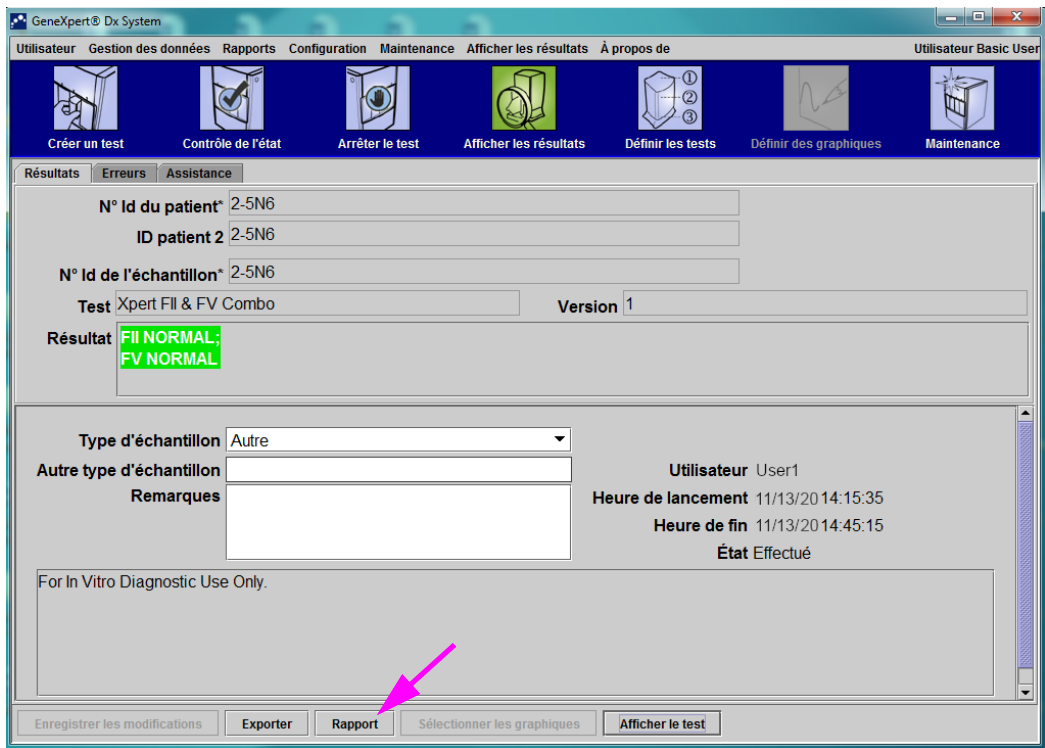 GeneXpert® Dx System
Utilisateur Gestion des données Rapports Configuration Maintenance Afficher les résultats À propos de Utilisateur Basic User
① ② ③
Créer un test Contrôle de l'état Arrêter le test Afficher les résultats Définir les tests Définir des graphiques Maintenance
Résultats Erreurs Assistance
N° Id du patient* 2-5N6
ID patient 2 2-5N6
N° Id de l'échantillon* 2-5N6
Test Xpert FII & FV Combo Version 1
Résultat FII NORMAL;
FV NORMAL
Type d'échantillon Autre
Autre type d'échantillon Utilisateur User1
Remarques Heure de lancement 11/13/20 14:15:35
Heure de fin 11/13/20 14:45:15
État Effectué
For In Vitro Diagnostic Use Only.
Enregistrer les modifications Exporter Rapport Sélectionner les graphiques Afficher le test